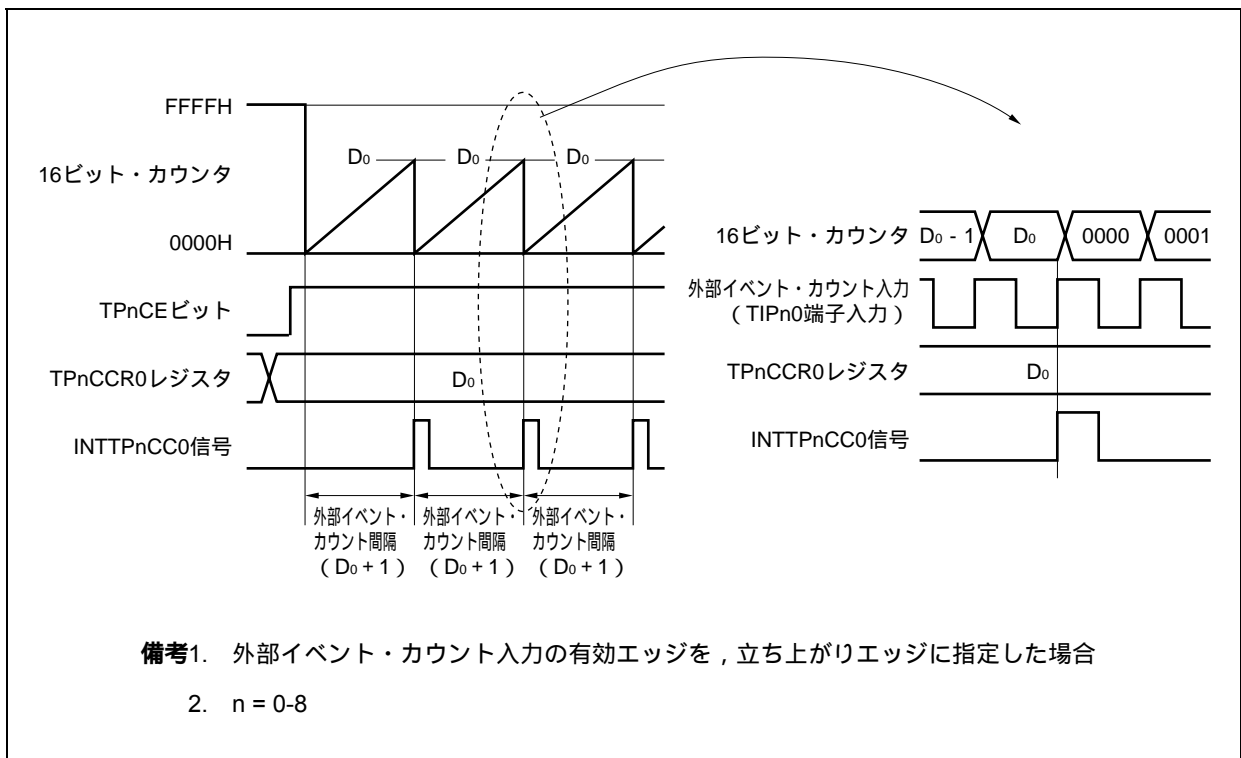 FFFFH
16ビット・カウンタ
0000H
D0 D0 D0
TPnCEビット
TPnCCR0レジスタ
D0
INTTPnCC0信号
外部イベント・
カウント間隔
(D0 + 1)
外部イベント・
カウント間隔
(D0 + 1)
外部イベント・
カウント間隔
(D0 + 1)
16ビット・カウンタ D0 - 1 D0 0000 0001
外部イベント・カウント入力
(TIPn0端子入力)
TPnCCR0レジスタ
D0
INTTPnCC0信号
備考1. 外部イベント・カウント入力の有効エッジを,立ち上がりエッジに指定した場合
2. n = 0-8